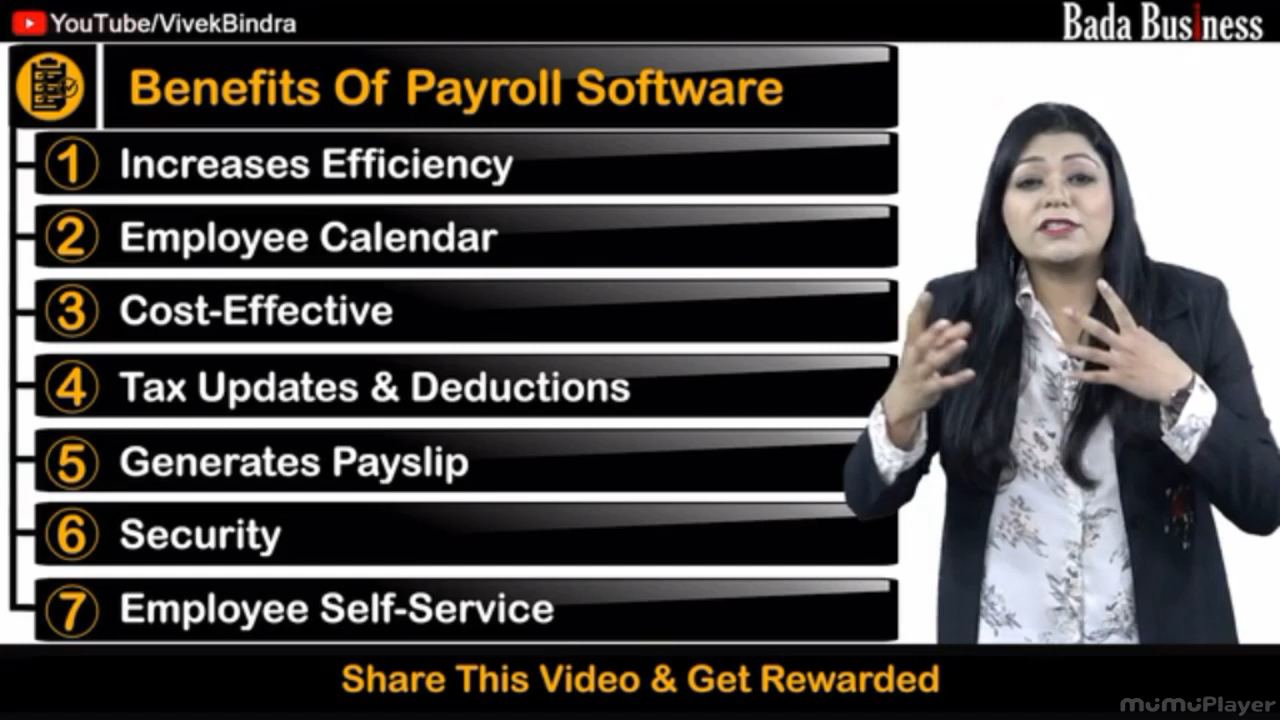 YouTube/VivekBindra
Bada Business
Benefits Of Payroll Software
1 Increases Efficiency
2 Employee Calendar
3 Cost-Effective
4 Tax Updates & Deductions
5 Generates Payslip
6 Security
7 Employee Self-Service
Share This Video & Get Rewarded
MuMuPlayer